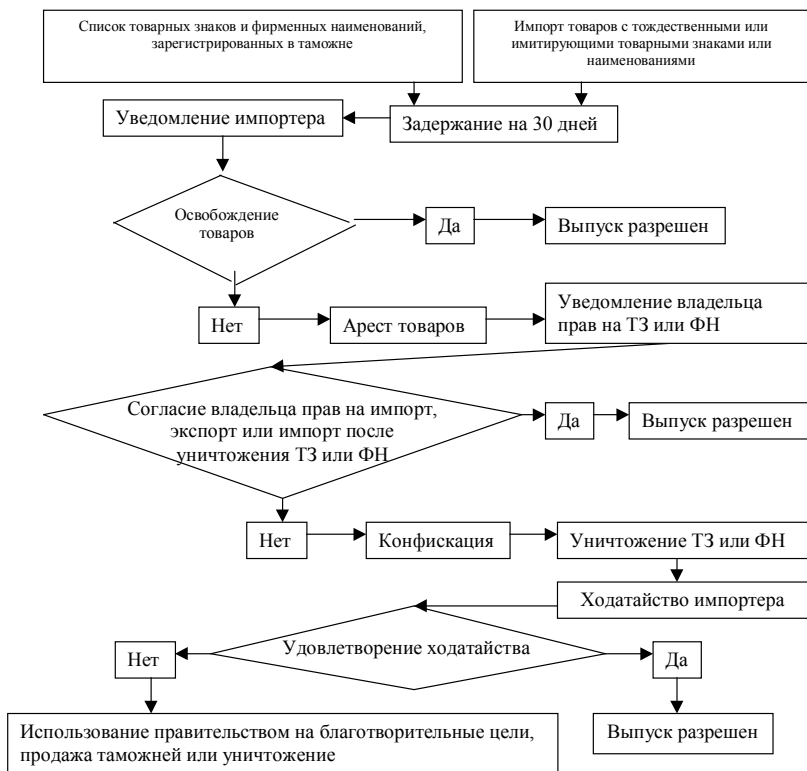 Список товарных знаков и фирменных наименований,
зарегистрированных в таможне
Импорт товаров с тождественными или
имитирующими товарными знаками или
наименованиями
Уведомление импортера
Задержание на 30 дней
Освобождение
товаров
Да
Выпуск разрешен
Нет
Арест товаров
Уведомление владельца
прав на ТЗ или ФН
Согласие владельца прав на импорт,
экспорт или импорт после
уничтожения ТЗ или ФН
Да
Выпуск разрешен
Нет
Конфискация
Уничтожение ТЗ или ФН
Ходатайство импортера
Удовлетворение ходатайства
Нет
Да
Использование правительством на благотворительные цели,
продажа таможней или уничтожение
Выпуск разрешен